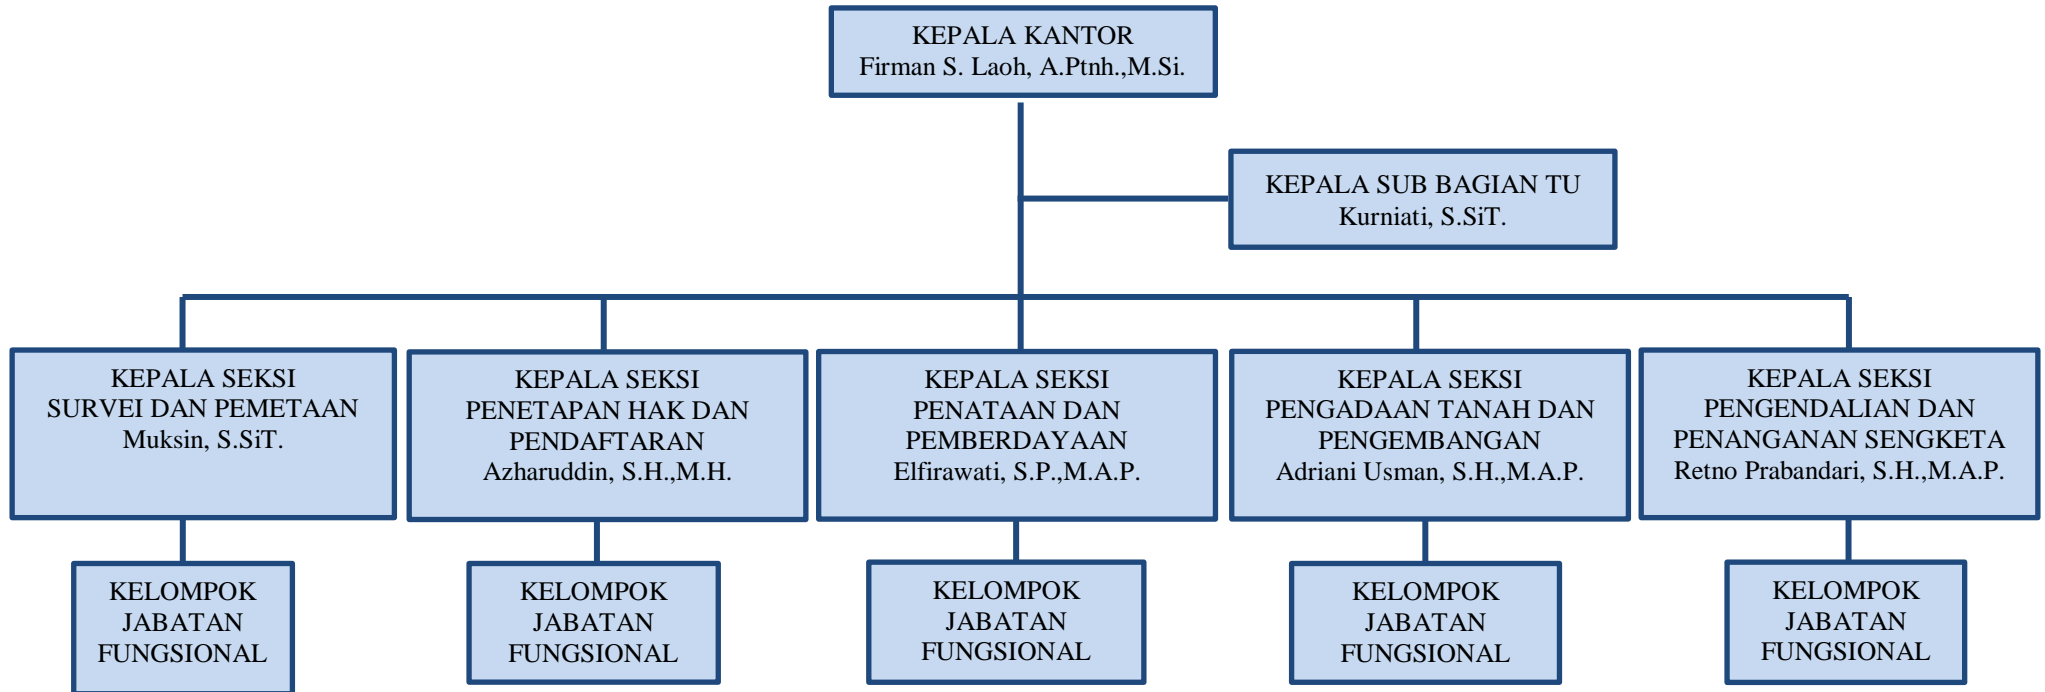 KEPALA KANTOR
Firman S. Laoh, A.Ptnh.,M.Si.
KEPALA SUB BAGIAN TU
Kurniati, S.SiT.
KEPALA SEKSI
SURVEI DAN PEMETAAN
Muksin, S.SiT.
KEPALA SEKSI
PENETAPAN HAK DAN
PENDAFTARAN
Azharuddin, S.H.,M.H.
KEPALA SEKSI
PENATAAN DAN
PEMBERDAYAAN
Elfirawati, S.P.,M.A.P.
KEPALA SEKSI
PENGADAAN TANAH DAN
PENGEMBANGAN
Adriani Usman, S.H.,M.A.P.
KEPALA SEKSI
PENGENDALIAN DAN
PENANGANAN SENGKETA
Retno Prabandari, S.H.,M.A.P.
KELOMPOK
JABATAN
FUNGSIONAL
KELOMPOK
JABATAN
FUNGSIONAL
KELOMPOK
JABATAN
FUNGSIONAL
KELOMPOK
JABATAN
FUNGSIONAL
KELOMPOK
JABATAN
FUNGSIONAL